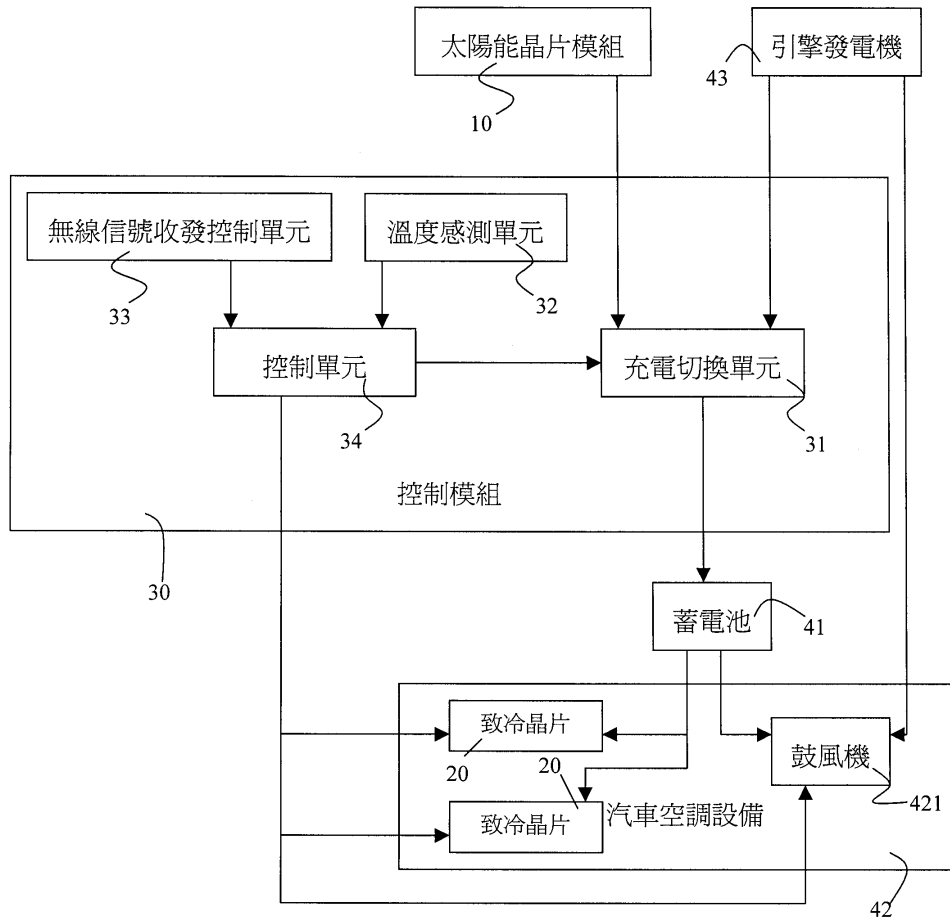 太陽能晶片模組
引擎發電機
43
10
無線信號收發控制單元
溫度感測單元
33
32
控制單元
充電切換單元
34
31
控制模組
30
蓄電池
41
致冷晶片
鼓風機
20
20
421
致冷晶片
汽車空調設備
42